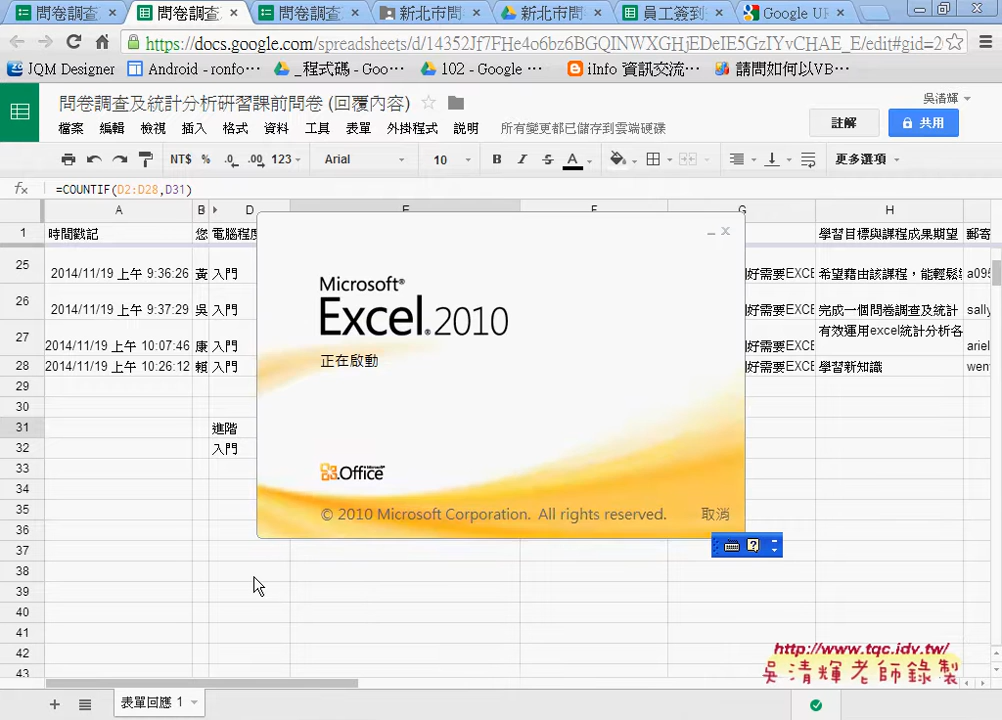 問卷調查
問卷調查
問卷調查
新北市問
新北市問
員工簽到
Google UR
https://docs.google.com/spreadsheets/d/14352Jf7FHe4o6bz6BGQINWXGHjEDeIE5GzIYvCHAE_E/edit#gid=2
JQM Designer
Android - ronfo...
_程式碼 - Goo...
102 - Google ...
iInfo 資訊交流...
請問如何以VB...
問卷調查及統計分析研習課前問卷 (回覆內容)
吳清輝
檔案 編輯 檢視 插入 格式 資料 工具 表單 外掛程式 說明 所有變更都已儲存到雲端硬碟
註解
共用
NT$ % .0 .00 123 Arial 10 B I S A 更多選項
fx =COUNTIF(D2:D28,D31)
A B D E F G H
1 時間戳記 您 電腦程度 學習目標與課程成果期望 郵寄
25 2014/11/19 上午 9:36:26 黃 入門 好需要EXCE 希望藉由該課程，能輕鬆 a095
26 2014/11/19 上午 9:37:29 吳 入門 完成一個問卷調查及統計 sally
有效運用excel統計分析各
27 2014/11/19 上午 10:07:46 康 入門 好需要EXCE ariel
28 2014/11/19 上午 10:26:12 賴 入門 好需要EXCE 學習新知識 wen
29
30
31 進階
32 入門
33
34
35
36
37
38
39
40
41
42
43
Microsoft®
Excel®2010
正在啟動
Office
© 2010 Microsoft Corporation. All rights reserved. 取消
http://www.tqc.idv.tw/
吳清輝老師錄製
表單回應 1